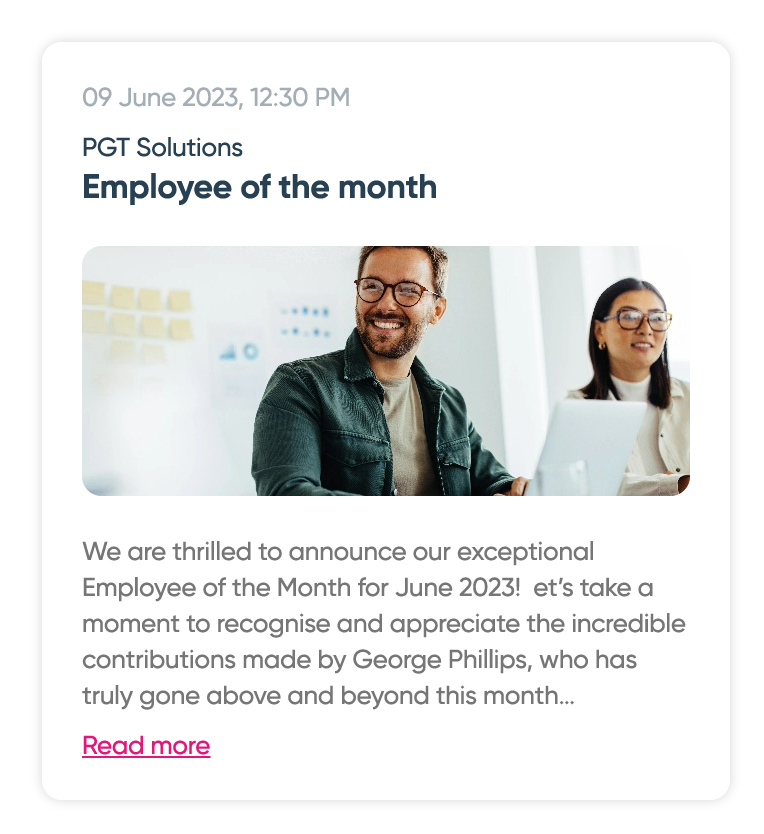 09 June 2023, 12:30 PM
PGT Solutions
Employee of the month
We are thrilled to announce our exceptional
Employee of the Month for June 2023!  et’s take a
moment to recognise and appreciate the incredible
contributions made by George Phillips, who has
truly gone above and beyond this month...
Read more